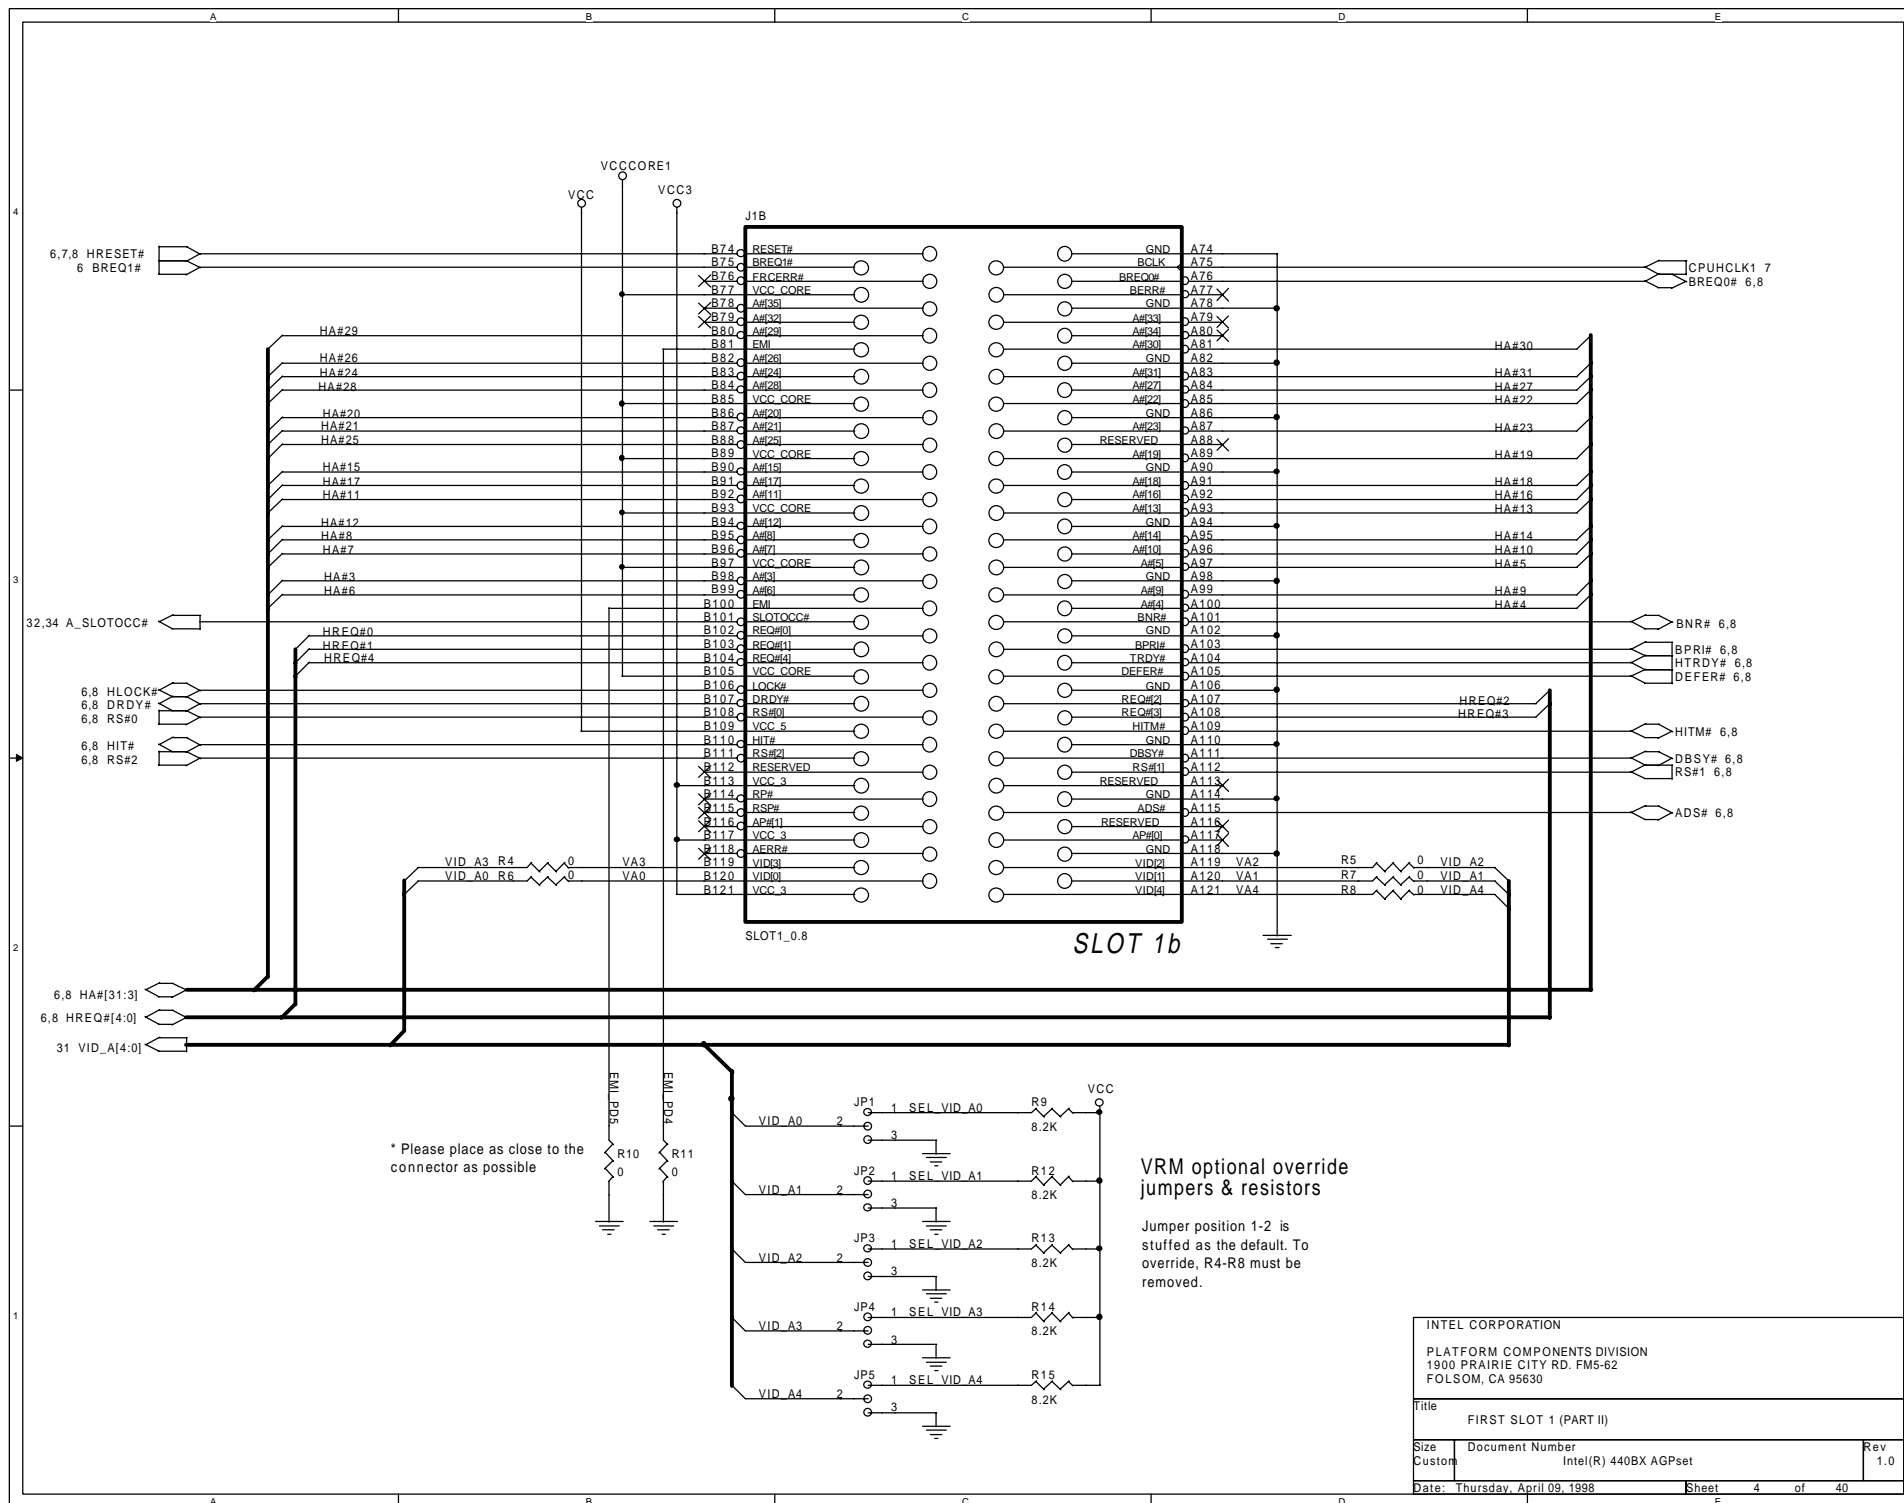 A B C D E
VCCCORE1
VCC
VCC3
4
J1B
6,7,8 HRESET# B74 RESET# GND A74
6 BREQ1# B75 BREQ1# BCLK A75 CPUHCLK1 7
B76 FRCERR# BREQ0# A76 BREQ0# 6,8
B77 VCC_CORE BERR# A77
B78 A#[35] GND A78
B79 A#[32] A#[33] A79
HA#29 B80 A#[29] A#[34] A80
B81 EMI A#[30] A81 HA#30
HA#26 B82 A#[26] GND A82
HA#24 B83 A#[24] A#[31] A83 HA#31
HA#28 B84 A#[28] A#[27] A84 HA#27
B85 VCC_CORE A#[22] A85 HA#22
HA#20 B86 A#[20] GND A86
HA#21 B87 A#[21] A#[23] A87 HA#23
HA#25 B88 A#[25] RESERVED A88
B89 VCC_CORE A#[19] A89 HA#19
HA#15 B90 A#[15] GND A90
HA#17 B91 A#[17] A#[18] A91 HA#18
HA#11 B92 A#[11] A#[16] A92 HA#16
B93 VCC_CORE A#[13] A93 HA#13
HA#12 B94 A#[12] GND A94
HA#8 B95 A#[8] A#[14] A95 HA#14
HA#7 B96 A#[7] A#[10] A96 HA#10
B97 VCC_CORE A#[5] A97 HA#5
3
HA#3 B98 A#[3] GND A98
HA#6 B99 A#[6] A#[9] A99 HA#9
B100 EMI A#[4] A100 HA#4
32,34 A_SLOTOCC# B101 SLOTOCC# BNR# A101 BNR# 6,8
HREQ#0 B102 REQ#[0] GND A102
HREQ#1 B103 REQ#[1] BPRI# A103 BPRI# 6,8
HREQ#4 B104 REQ#[4] TRDY# A104 HTRDY# 6,8
B105 VCC_CORE DEFER# A105 DEFER# 6,8
6,8 HLOCK# B106 LOCK# GND A106
6,8 DRDY# B107 DRDY# REQ#[2] A107 HREQ#2
6,8 RS#0 B108 RS#[0] REQ#[3] A108 HREQ#3
B109 VCC_5 HITM# A109 HITM# 6,8
6,8 HIT# B110 HIT# GND A110
6,8 RS#2 B111 RS#[2] DBSY# A111 DBSY# 6,8
B112 RESERVED RS#[1] A112 RS#1 6,8
B113 VCC_3 RESERVED A113
B114 RP# GND A114
B115 RSP# ADS# A115 ADS# 6,8
B116 AP#[1] RESERVED A116
B117 VCC_3 AP#[0] A117
B118 AERR# GND A118
VID_A3 R4 0 VA3 B119 VID[3] VID[2] A119 VA2 R5 0 VID_A2
VID_A0 R6 0 VA0 B120 VID[0] VID[1] A120 VA1 R7 0 VID_A1
B121 VCC_3 VID[4] A121 VA4 R8 0 VID_A4
SLOT1_0.8
SLOT 1b
2
6,8 HA#[31:3]
6,8 HREQ#[4:0]
31 VID_A[4:0]
EMI_PD5
EMI_PD4
* Please place as close to the
connector as possible
R10
0
R11
0
VCC
JP1 1 SEL_VID_A0 R9
8.2K
VID_A0 2
3
JP2 1 SEL_VID_A1 R12
8.2K
VID_A1 2
3
JP3 1 SEL_VID_A2 R13
8.2K
VID_A2 2
3
JP4 1 SEL_VID_A3 R14
8.2K
VID_A3 2
3
JP5 1 SEL_VID_A4 R15
8.2K
VID_A4 2
3
VRM optional override
jumpers & resistors
Jumper position 1-2 is
stuffed as the default. To
override, R4-R8 must be
removed.
1
INTEL CORPORATION
PLATFORM COMPONENTS DIVISION
1900 PRAIRIE CITY RD. FM5-62
FOLSOM, CA 95630
Title
FIRST SLOT 1 (PART II)
Size Document Number Rev
Custom Intel(R) 440BX AGPset 1.0
Date: Thursday, April 09, 1998 Sheet 4 of 40
A B C D E